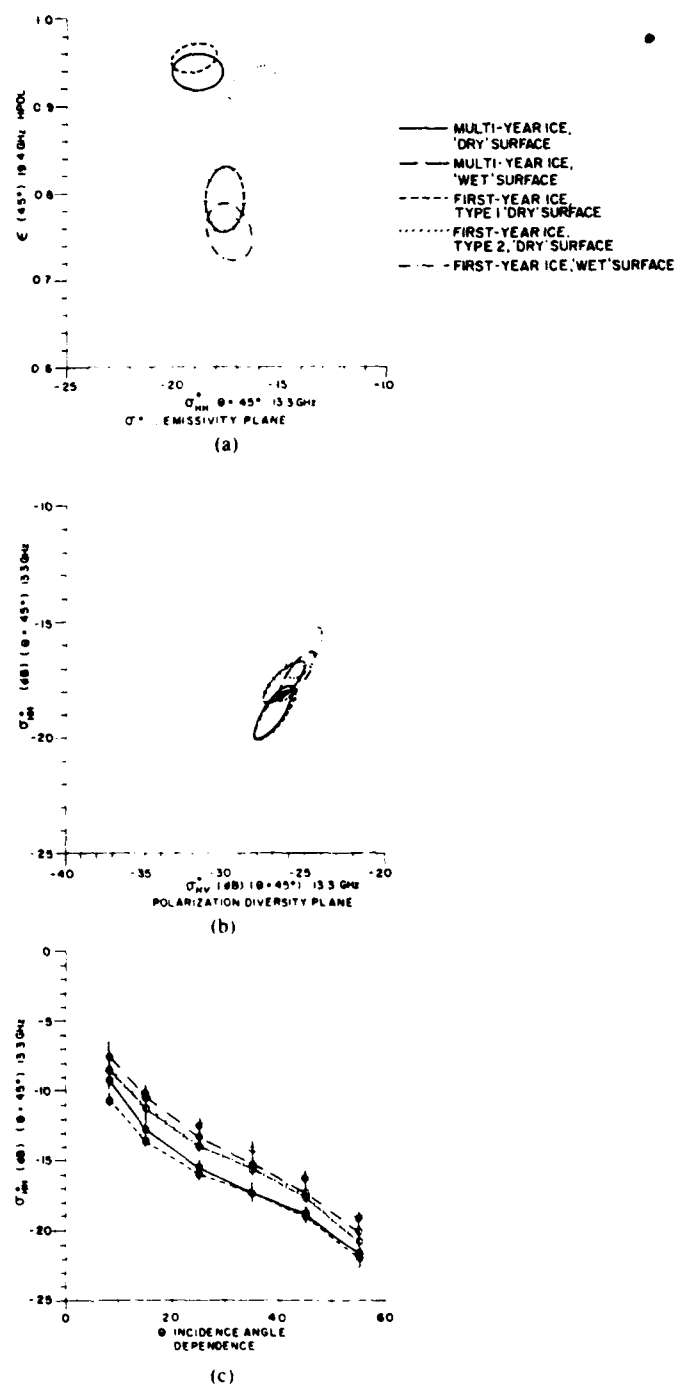 1.0
0.9
0.8
0.7
0.6
ϵ (45°) 19.4 GHz HPOL
-25
-20
-15
-10
σ°HH θ = 45° 13.3 GHz
σ° . EMISSIVITY PLANE
(a)
MULTI-YEAR ICE,
'DRY' SURFACE
MULTI-YEAR ICE,
'WET' SURFACE
FIRST-YEAR ICE,
TYPE 1 'DRY' SURFACE
FIRST-YEAR ICE,
TYPE 2, 'DRY' SURFACE
FIRST-YEAR ICE, 'WET' SURFACE
-10
-15
-20
-25
σ°HH (dB) (θ = 45°) 13.3 GHz
-40
-35
-30
-25
-20
σ°HV (dB) (θ = 45°) 13.3 GHz
POLARIZATION DIVERSITY PLANE
(b)
0
-5
-10
-15
-20
-25
σ°HH (dB) (θ = 45°) 13.3 GHz
0
20
40
60
θ INCIDENCE ANGLE
DEPENDENCE
(c)